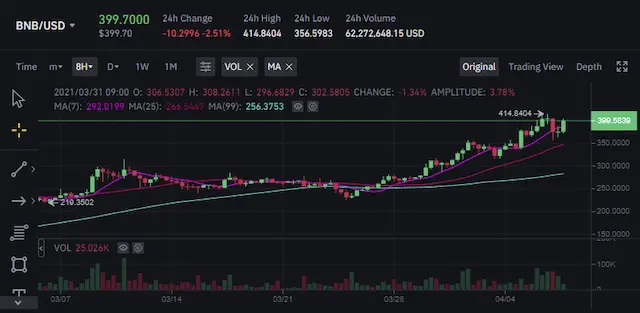 BNB/USD
399.7000
$399.70
24h Change
-10.2996 -2.51%
24h High
414.8404
24h Low
356.5983
24h Volume
62,272,648.15 USD
Time m 8H D 1W 1M VOL × MA × Original Trading View Depth
2021/03/31 09:00 O: 306.5307 H: 308.2611 L: 296.6829 C: 302.5805 CHANGE: -1.34% AMPLITUDE: 3.78%
MA(7): 292.0199 MA(25): 266.5447 MA(99): 256.3753
414.8404
399.5839
350.0000
300.0000
250.0000
219.3502
200.0000
150.0000
VOL 25.026K
200K
100K
0
03/07 03/14 03/21 03/28 04/04